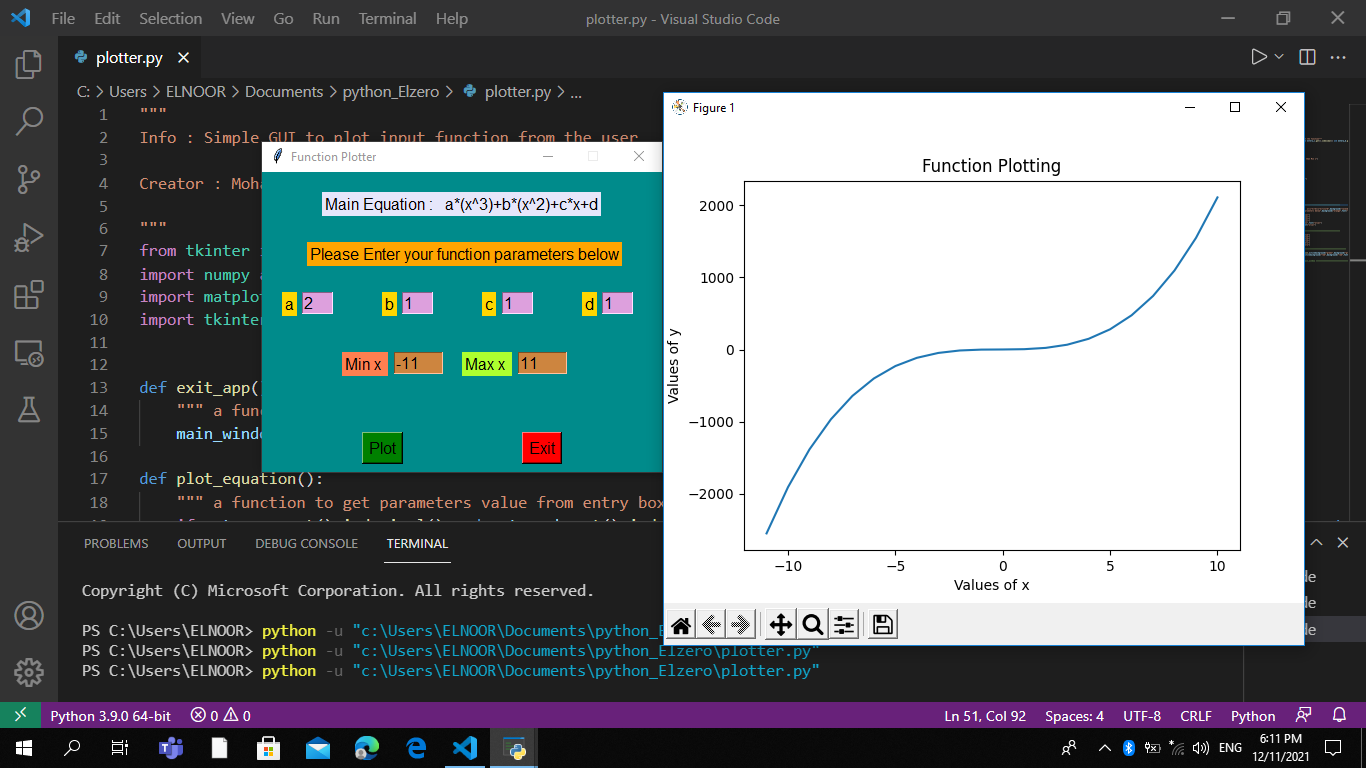 File Edit Selection View Go Run Terminal Help plotter.py - Visual Studio Code
plotter.py
C: > Users > ELNOOR > Documents > python_Elzero > plotter.py > ...
1 """
2 Info : Simple GUI to plot input function from the user
3
4 Creator : Moha
5
6 """
7 from tkinter
8 import numpy
9 import matplot
10 import tkinter
11
12
13 def exit_app(
14 """ a fun
15 main_wind
16
17 def plot_equation():
18 """ a function to get parameters value from entry box
Function Plotter
Main Equation : a*(x^3)+b*(x^2)+c*x+d
Please Enter your function parameters below
a 2 b 1 c 1 d 1
Min x -11 Max x 11
Plot Exit
Figure 1
Function Plotting
2000
1000
0
−1000
−2000
Values of y
−10 −5 0 5 10
Values of x
PROBLEMS OUTPUT DEBUG CONSOLE TERMINAL
Copyright (C) Microsoft Corporation. All rights reserved.
PS C:\Users\ELNOOR> python -u "c:\Users\ELNOOR\Documents\python_E
PS C:\Users\ELNOOR> python -u "c:\Users\ELNOOR\Documents\python_Elzero\plotter.py"
PS C:\Users\ELNOOR> python -u "c:\Users\ELNOOR\Documents\python_Elzero\plotter.py"
de
de
de
Python 3.9.0 64-bit 0 0 Ln 51, Col 92 Spaces: 4 UTF-8 CRLF Python
ENG 6:11 PM
12/11/2021